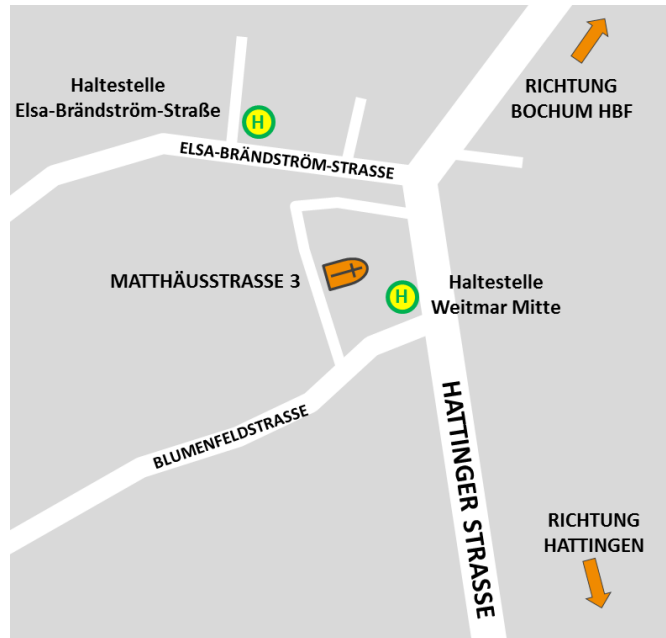 Haltestelle
Elsa-Brändström-Straße
H
RICHTUNG
BOCHUM HBF
ELSA-BRÄNDSTRÖM-STRASSE
MATTHÄUSSTRASSE 3
H
Haltestelle
Weitmar Mitte
BLUMENFELDSTRASSE
HATTINGER STRASSE
RICHTUNG
HATTINGEN